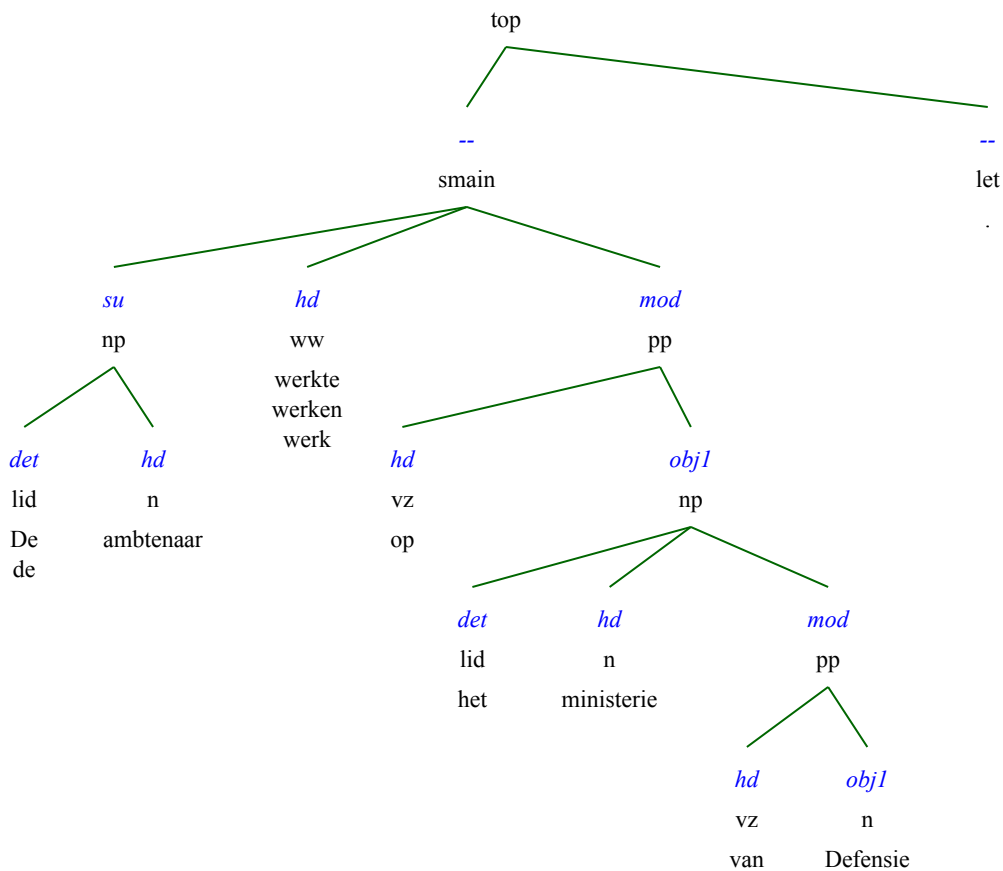 top
-- --
smain let
.
su hd mod
np ww pp
werkte
werken
werk
det hd hd obj1
lid n vz np
De ambtenaar op
de
det hd mod
lid n pp
het ministerie
hd obj1
vz n
van Defensie